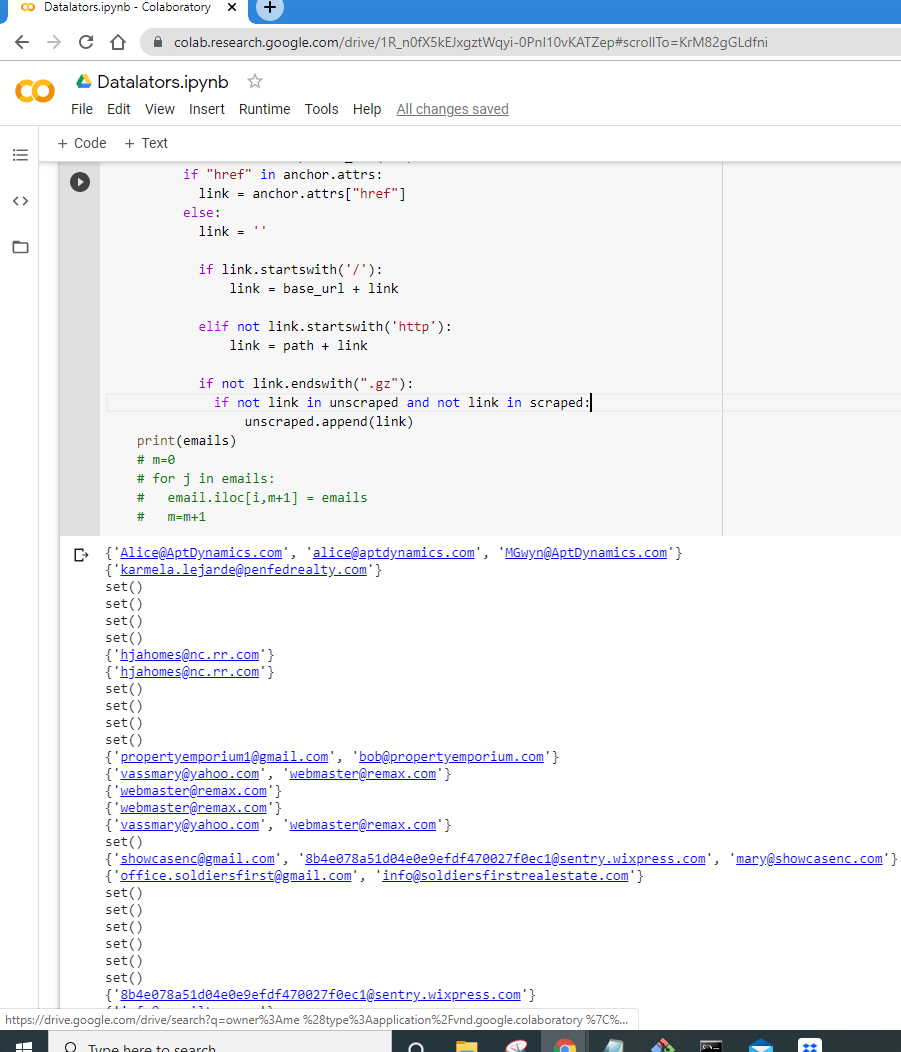 Datalators.ipynb - Colaboratory
colab.research.google.com/drive/1R_n0fX5kEJxgztWqyi-0PnI10vKATZep#scrollTo=KrM82gGLdfni
Datalators.ipynb
File Edit View Insert Runtime Tools Help All changes saved
+ Code + Text
if "href" in anchor.attrs:
link = anchor.attrs["href"]
else:
link = ''
if link.startswith('/'):
link = base_url + link
elif not link.startswith('http'):
link = path + link
if not link.endswith(".gz"):
if not link in unscraped and not link in scraped:
unscraped.append(link)
print(emails)
# m=0
# for j in emails:
#   email.iloc[i,m+1] = emails
#   m=m+1
{'Alice@AptDynamics.com', 'alice@aptdynamics.com', 'MGwyn@AptDynamics.com'}
{'karmela.lejarde@penfedrealty.com'}
set()
set()
set()
set()
{'hjahomes@nc.rr.com'}
{'hjahomes@nc.rr.com'}
set()
set()
set()
set()
{'propertyemporium1@gmail.com', 'bob@propertyemporium.com'}
{'vassmary@yahoo.com', 'webmaster@remax.com'}
{'webmaster@remax.com'}
{'webmaster@remax.com'}
{'vassmary@yahoo.com', 'webmaster@remax.com'}
set()
{'showcasenc@gmail.com', '8b4e078a51d04e0e9efdf470027f0ec1@sentry.wixpress.com', 'mary@showcasenc.com'}
{'office.soldiersfirst@gmail.com', 'info@soldiersfirstrealestate.com'}
set()
set()
set()
set()
set()
set()
{'8b4e078a51d04e0e9efdf470027f0ec1@sentry.wixpress.com'}
https://drive.google.com/drive/search?q=owner%3Ame %28type%3Aapplication%2Fvnd.google.colaboratory %7C%...
Type here to search